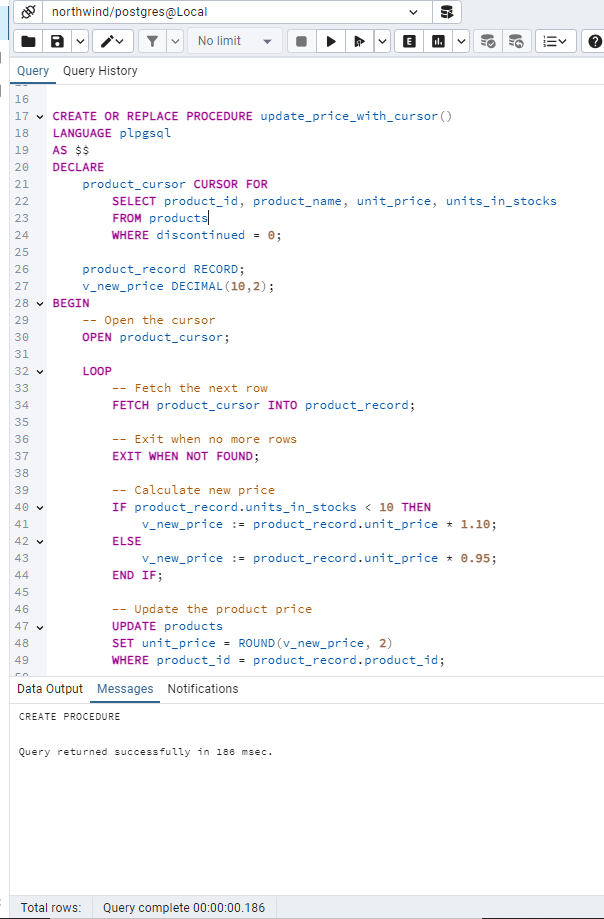 northwind/postgres@Local
No limit
Query Query History
16
17 CREATE OR REPLACE PROCEDURE update_price_with_cursor()
18 LANGUAGE plpgsql
19 AS $$
20 DECLARE
21 product_cursor CURSOR FOR
22 SELECT product_id, product_name, unit_price, units_in_stocks
23 FROM products
24 WHERE discontinued = 0;
25
26 product_record RECORD;
27 v_new_price DECIMAL(10,2);
28 BEGIN
29 -- Open the cursor
30 OPEN product_cursor;
31
32 LOOP
33 -- Fetch the next row
34 FETCH product_cursor INTO product_record;
35
36 -- Exit when no more rows
37 EXIT WHEN NOT FOUND;
38
39 -- Calculate new price
40 IF product_record.units_in_stocks < 10 THEN
41 v_new_price := product_record.unit_price * 1.10;
42 ELSE
43 v_new_price := product_record.unit_price * 0.95;
44 END IF;
45
46 -- Update the product price
47 UPDATE products
48 SET unit_price = ROUND(v_new_price, 2)
49 WHERE product_id = product_record.product_id;
Data Output Messages Notifications
CREATE PROCEDURE
Query returned successfully in 186 msec.
Total rows: Query complete 00:00:00.186